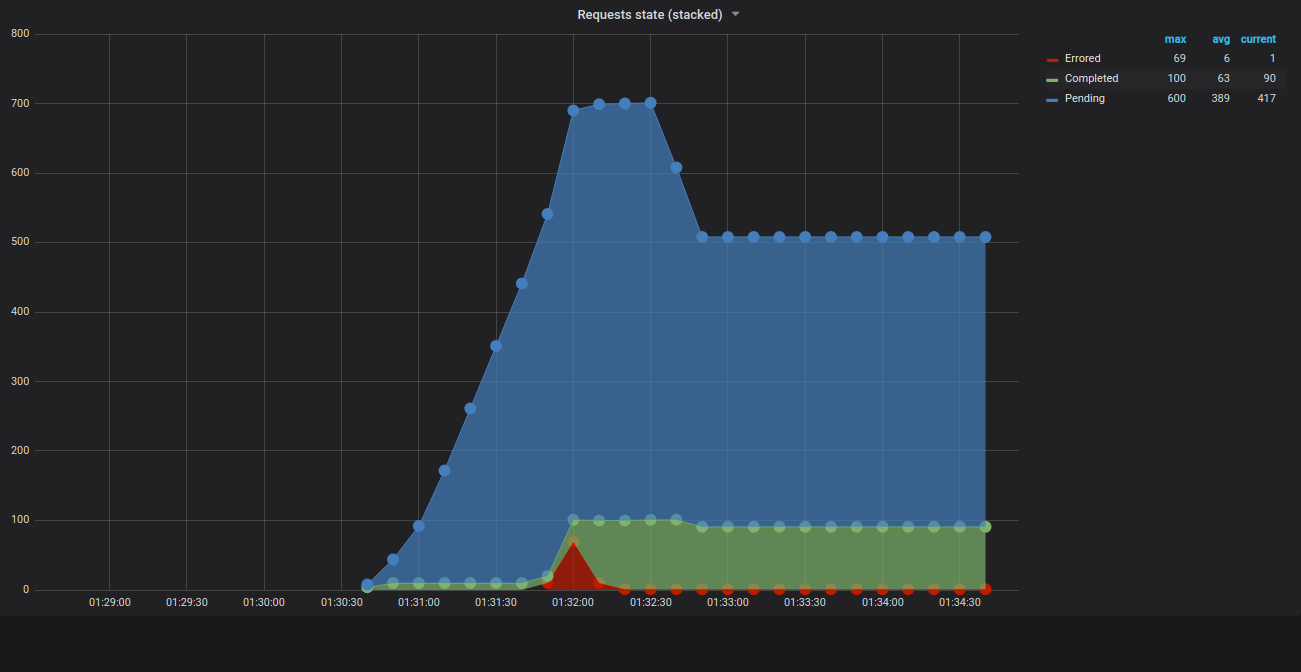 Requests state (stacked)
800
700
600
500
400
300
200
100
0
01:29:00 01:29:30 01:30:00 01:30:30 01:31:00 01:31:30 01:32:00 01:32:30 01:33:00 01:33:30 01:34:00 01:34:30
max avg current
Errored 69 6 1
Completed 100 63 90
Pending 600 389 417